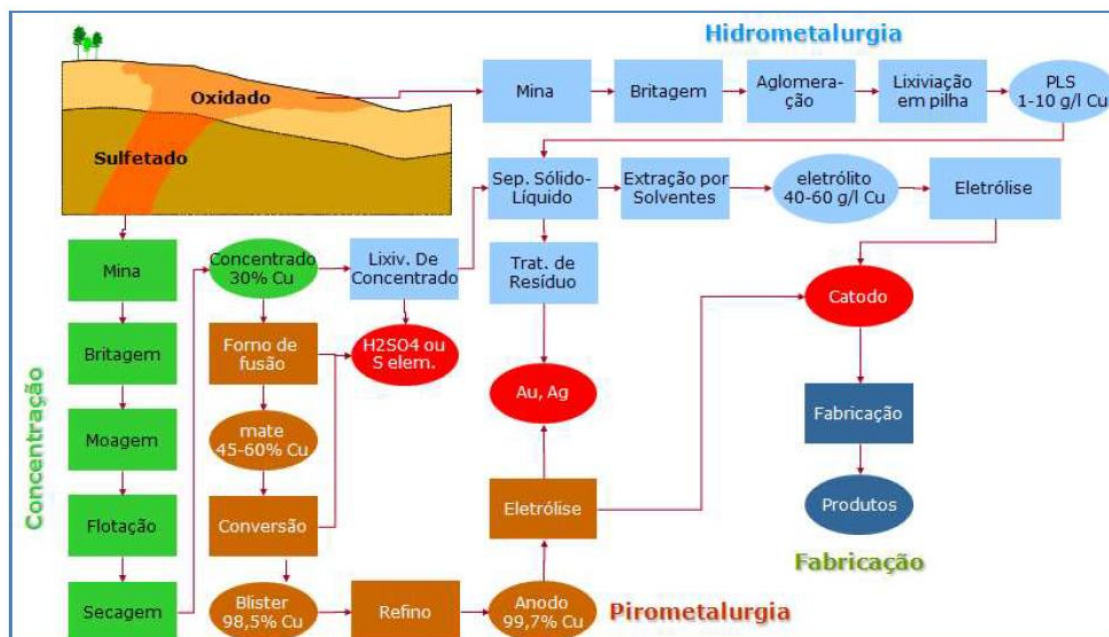 Hidrometalurgia
Oxidado
Sulfetado
Mina
Britagem
Aglomera-
ção
Lixiviação
em pilha
PLS
1-10 g/l Cu
Sep. Sólido-
Líquido
Extração por
Solventes
eletrólito
40-60 g/l Cu
Eletrólise
Mina
Concentrado
30% Cu
Lixiv. De
Concentrado
Trat. de
Resíduo
Catodo
Britagem
Forno de
fusão
H2SO4 ou
S elem.
Au, Ag
Fabricação
Concentração
Moagem
mate
45-60% Cu
Flotação
Conversão
Eletrólise
Produtos
Fabricação
Secagem
Blister
98,5% Cu
Refino
Anodo
99,7% Cu
Pirometalurgia